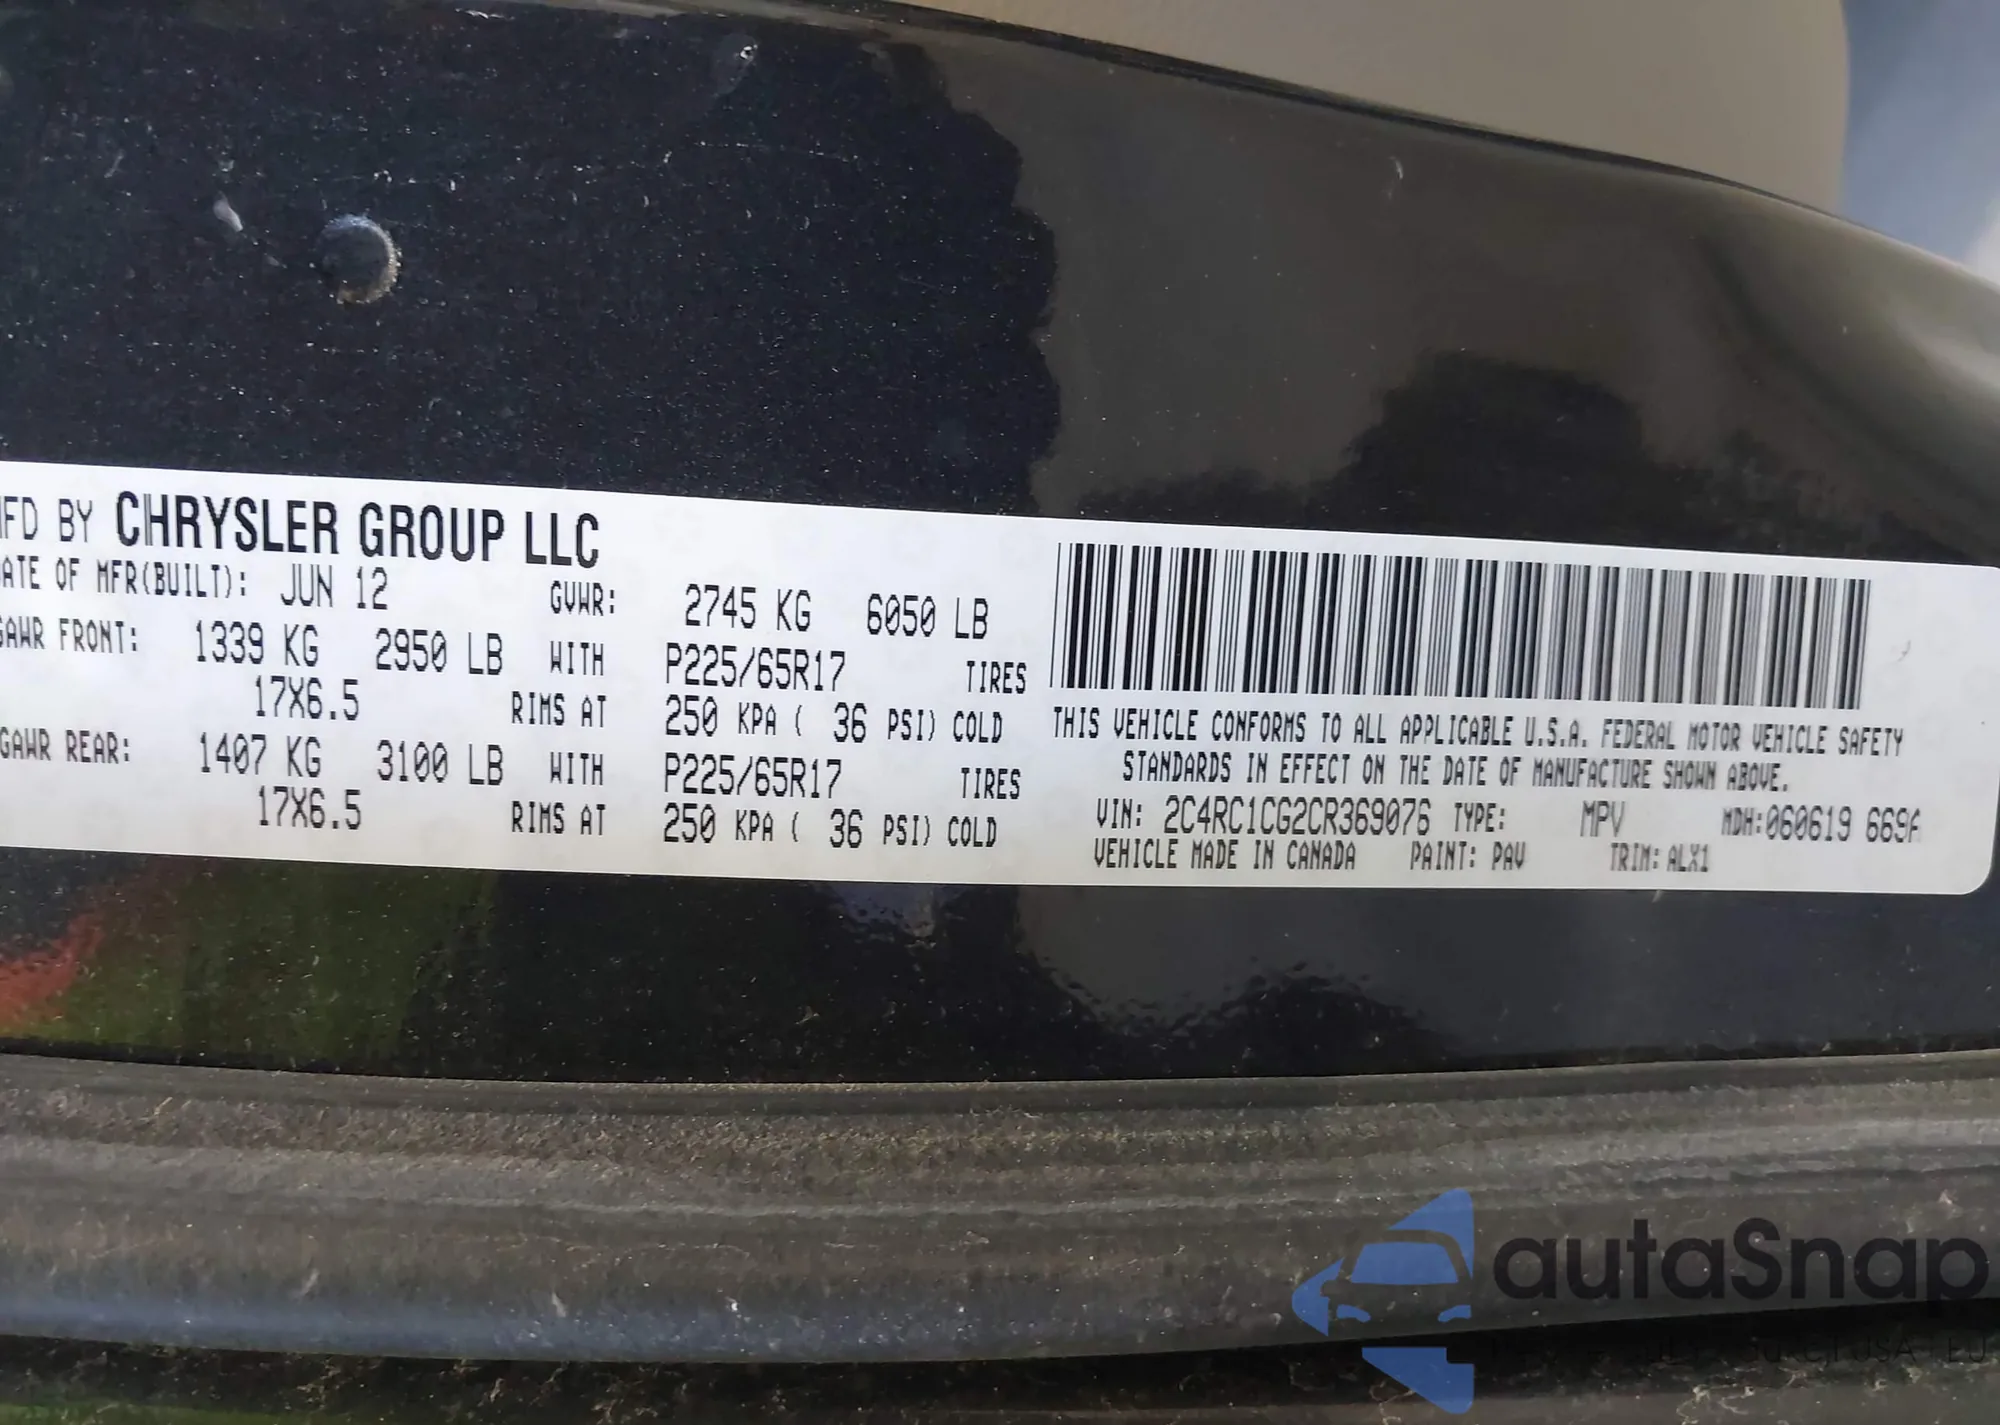 MFD BY CHRYSLER GROUP LLC
DATE OF MFR(BUILT): JUN 12 GVWR: 2745 KG 6050 LB
GAWR FRONT: 1339 KG 2950 LB WITH P225/65R17 TIRES
17X6.5 RIMS AT 250 KPA ( 36 PSI) COLD
GAWR REAR: 1407 KG 3100 LB WITH P225/65R17 TIRES
17X6.5 RIMS AT 250 KPA ( 36 PSI) COLD
THIS VEHICLE CONFORMS TO ALL APPLICABLE U.S.A. FEDERAL MOTOR VEHICLE SAFETY
STANDARDS IN EFFECT ON THE DATE OF MANUFACTURE SHOWN ABOVE.
VIN: 2C4RC1CG2CR369076 TYPE: MPV MDH:060619 669A
VEHICLE MADE IN CANADA PAINT: PAV TRIM: ALX1
autaSnap